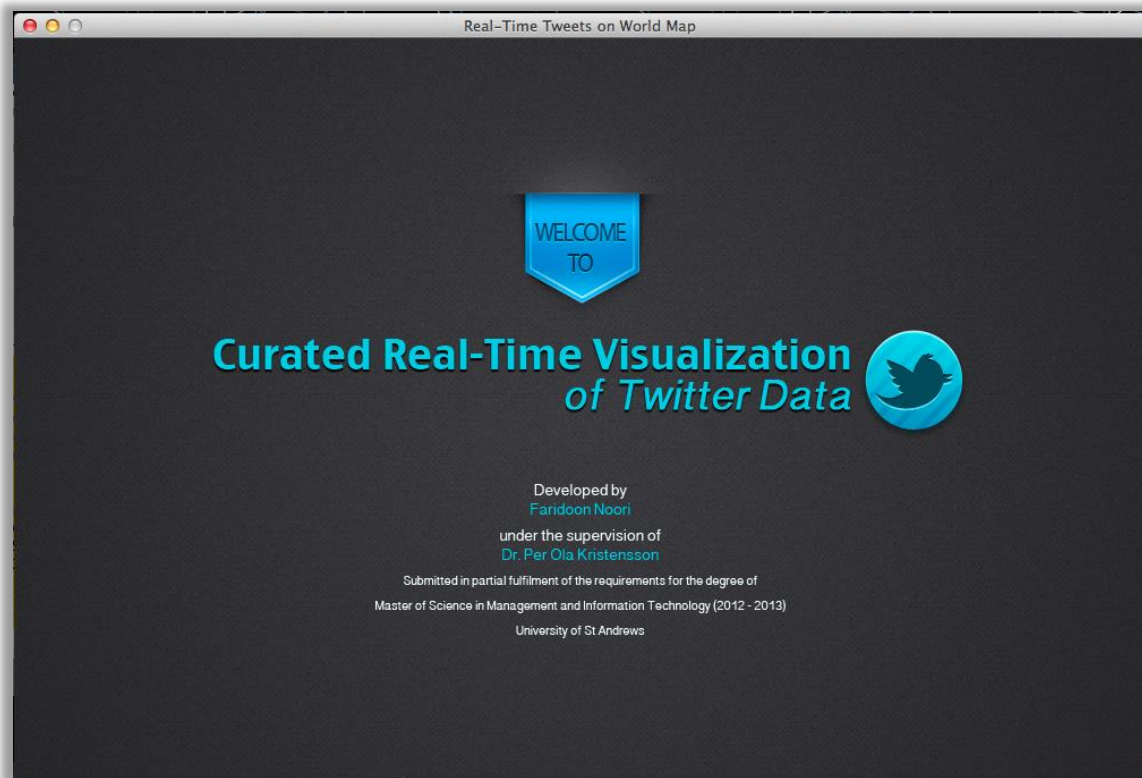 Real-Time Tweets on World Map
WELCOME
TO
Curated Real-Time Visualization
of Twitter Data
Developed by
Faridoon Noori
under the supervision of
Dr. Per Ola Kristensson
Submitted in partial fulfilment of the requirements for the degree of
Master of Science in Management and Information Technology (2012 - 2013)
University of St Andrews